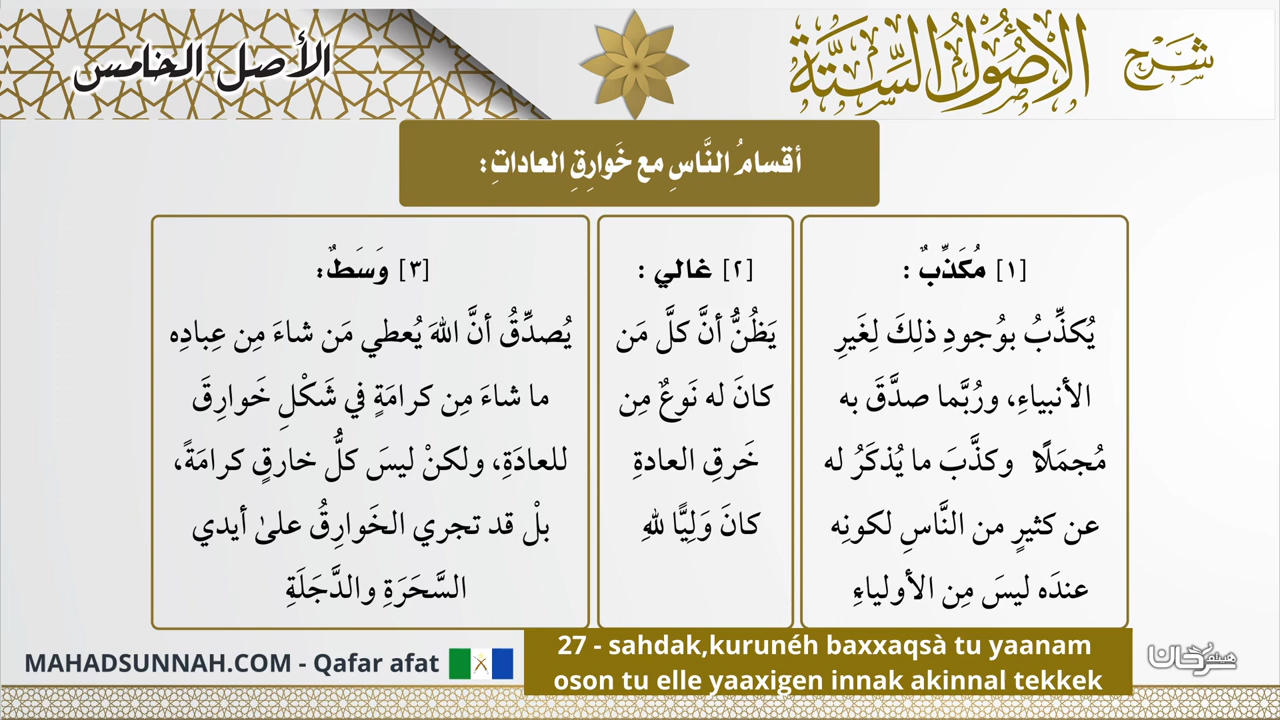 شرح الأصول الستة
الأصل الخامس
أقسامُ النَّاسِ مع خَوارِقِ العاداتِ:
[١] مُكَذِّبٌ :
يُكذِّبُ بوُجودِ ذلِكَ لِغَيرِ
الأنبياءِ، ورُبَّما صدَّقَ به
مُجمَلًا وكذَّبَ ما يُذكَرُ له
عن كثيرٍ من النَّاسِ لكونِه
عندَه ليسَ مِن الأولياءِ
[٢] غالي :
يَظُنُّ أنَّ كلَّ مَن
كانَ له نَوعٌ مِن
خَرقِ العادةِ
كانَ وَلِيًّا للهِ
[٣] وَسَطٌ:
يُصدِّقُ أنَّ اللهَ يُعطي مَن شاءَ مِن عِبادِه
ما شاءَ مِن كرامَةٍ في شَكْلِ خَوارِقَ
للعادَةِ، ولكنْ ليسَ كلُّ خارقٍ كرامَةً،
بلْ قد تجري الخَوارِقُ علىٰ أيدي
السَّحَرَةِ والدَّجَلَةِ
27 - sahdak,kurunéh baxxaqsà tu yaanam
oson tu elle yaaxigen innak akinnal tekkek
MAHADSUNNAH.COM - Qafar afat